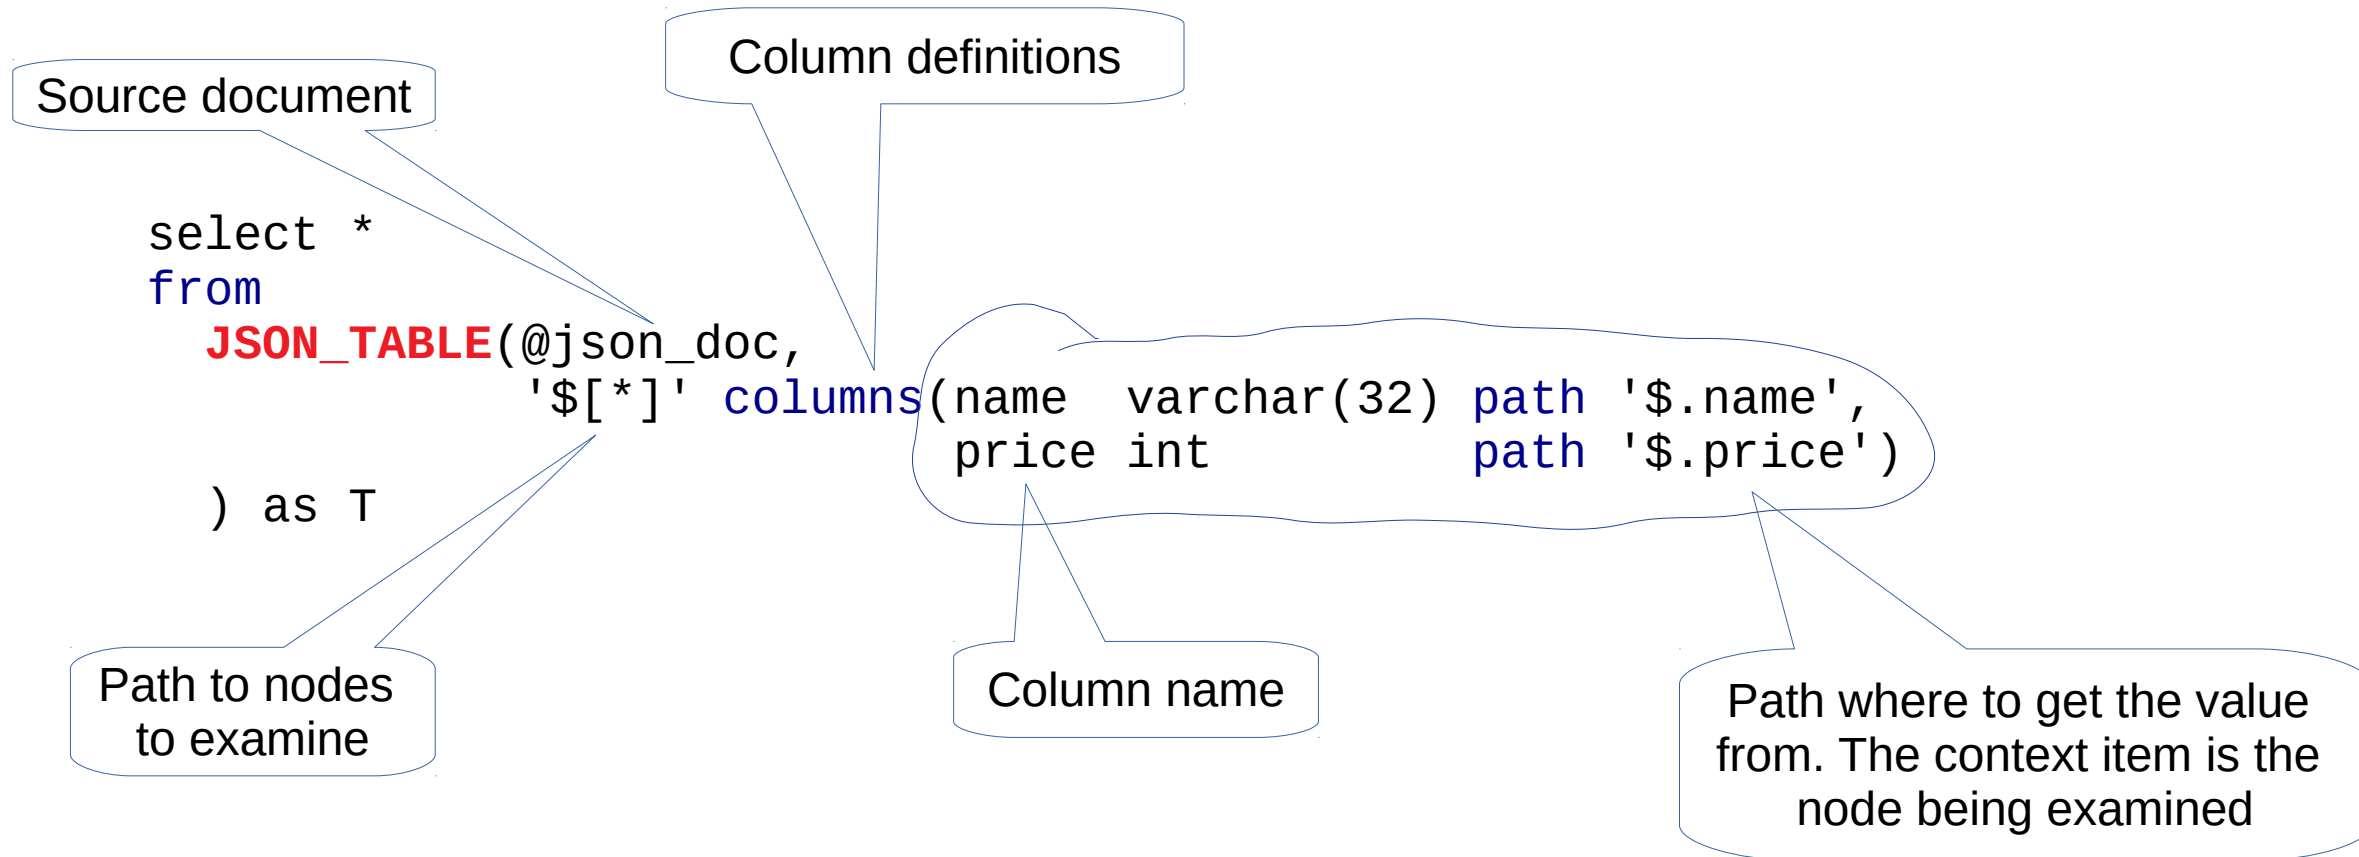 Column definitions
Source document
select *
from
JSON_TABLE(@json_doc,
'$[*]' columns(name  varchar(32) path '$.name',
price int         path '$.price')
) as T
Path to nodes
to examine
Column name
Path where to get the value
from. The context item is the
node being examined